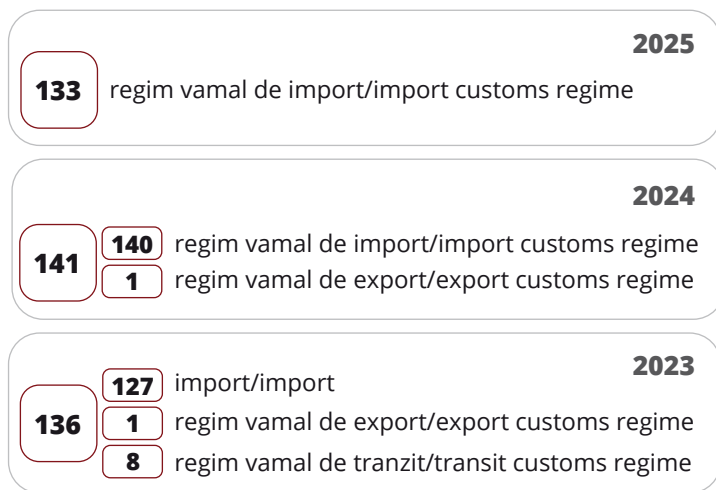 2025
133 regim vamal de import/import customs regime
2024
141
140 regim vamal de import/import customs regime
1 regim vamal de export/export customs regime
2023
136
127 import/import
1 regim vamal de export/export customs regime
8 regim vamal de tranzit/transit customs regime